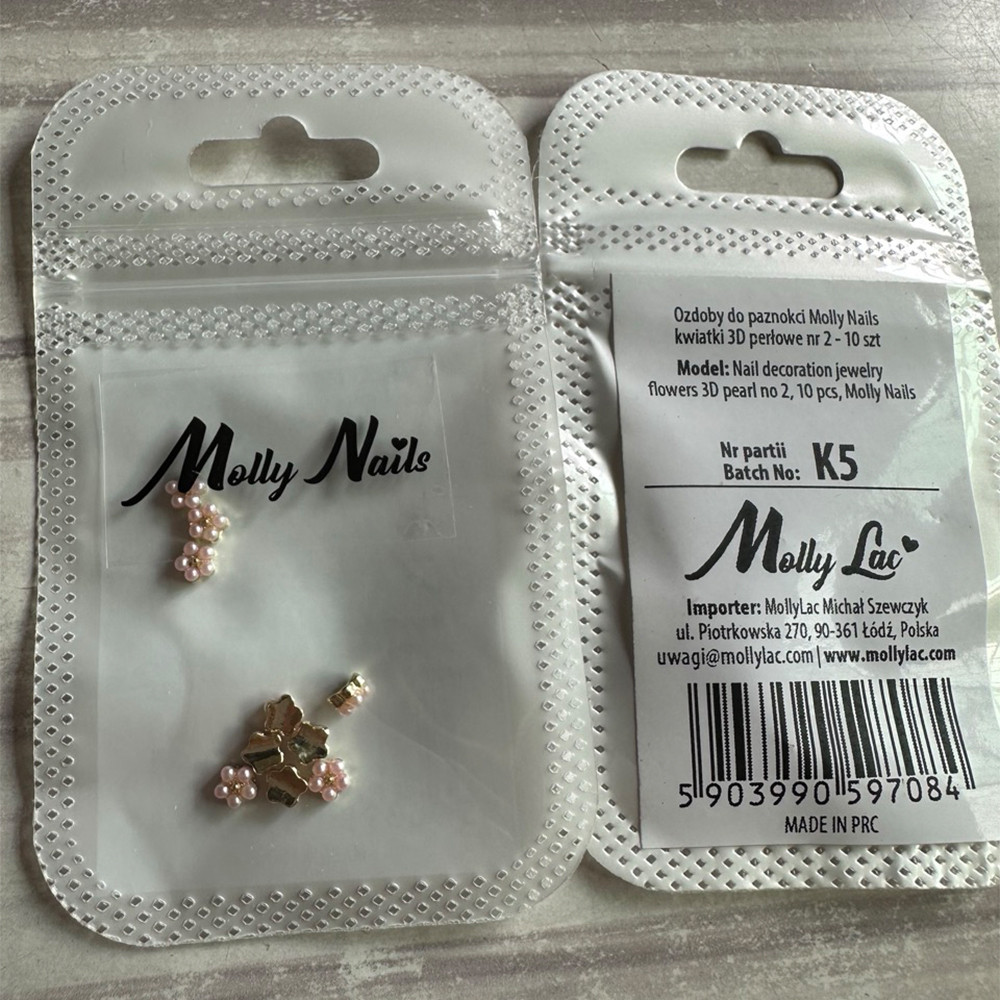 Molly Nails
Ozdoby do paznokci Molly Nails
kwiatki 3D perłowe nr 2 - 10 szt
Model: Nail decoration jewelry
flowers 3D pearl no 2, 10 pcs, Molly Nails
Nr partii
Batch No: K5
Molly Lac
Importer: MollyLac Michał Szewczyk
ul. Piotrkowska 270, 90-361 Łódź, Polska
uwagi@mollylac.com | www.mollylac.com
5 903990 597084
MADE IN PRC